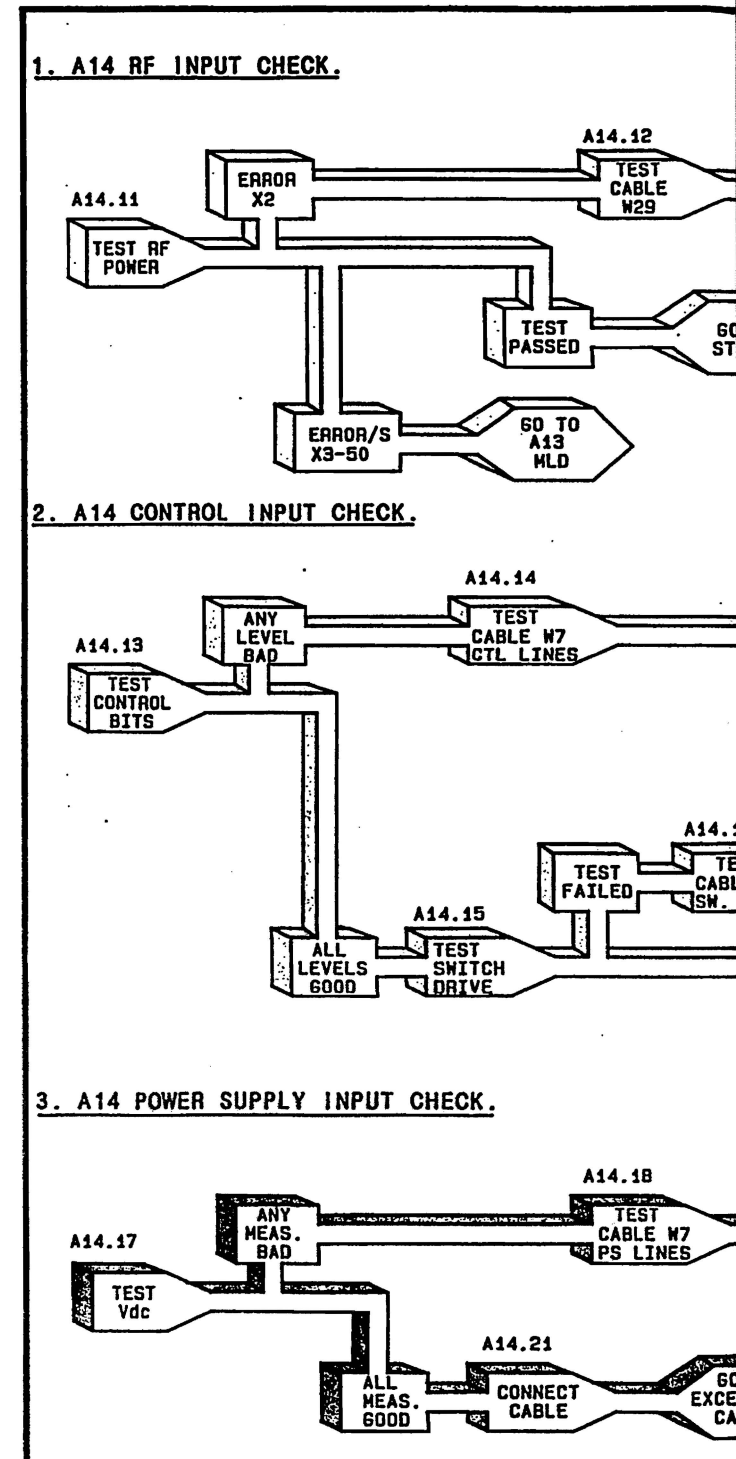 1. A14 RF INPUT CHECK.
A14.12
ERROR
X2
TEST
CABLE
W29
A14.11
TEST RF
POWER
TEST
PASSED
ERROR/S
X3-50
GO TO
A13
MLD
2. A14 CONTROL INPUT CHECK.
A14.14
ANY
LEVEL
BAD
TEST
CABLE W7
CTL LINES
A14.13
TEST
CONTROL
BITS
TEST
FAILED
SW.
A14.15
ALL
LEVELS
GOOD
TEST
SWITCH
DRIVE
3. A14 POWER SUPPLY INPUT CHECK.
A14.18
ANY
MEAS.
BAD
TEST
CABLE W7
PS LINES
A14.17
TEST
Vdc
A14.21
ALL
MEAS.
GOOD
CONNECT
CABLE